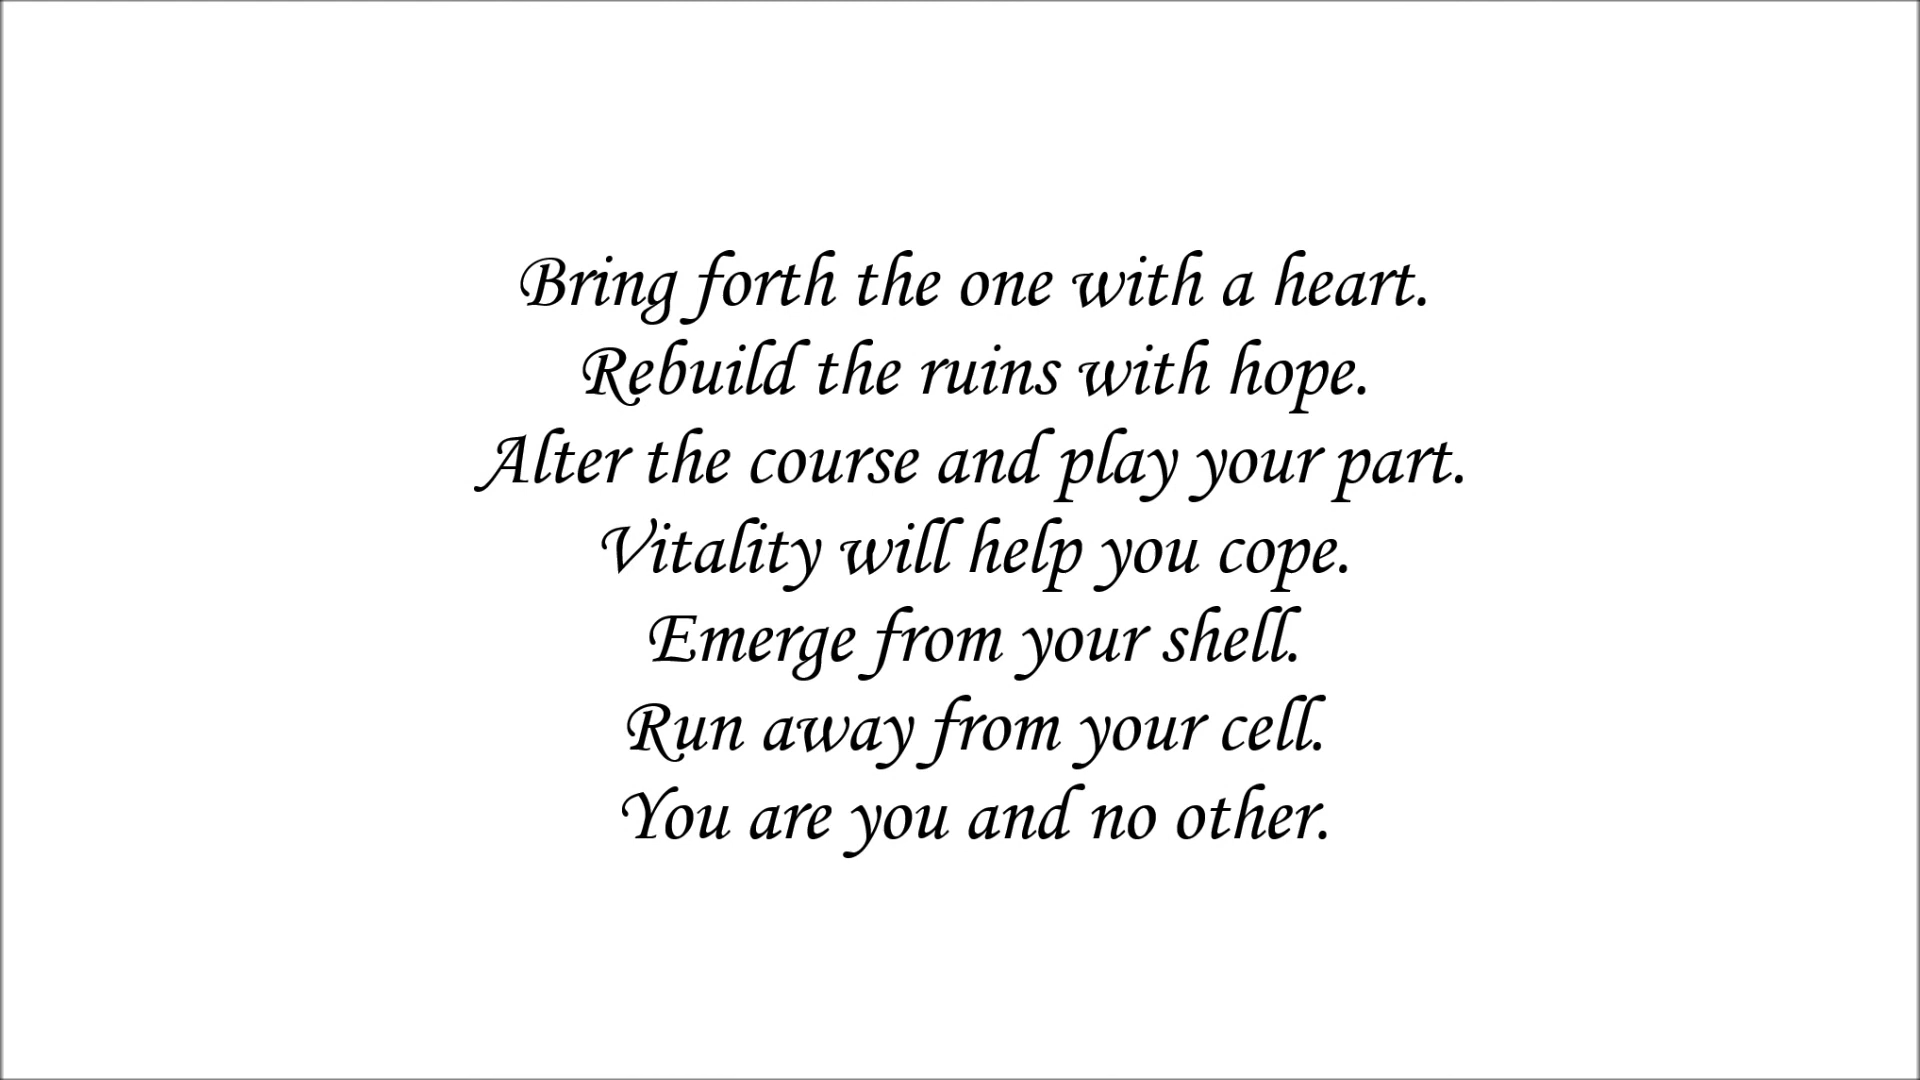 Bring forth the one with a heart.
Rebuild the ruins with hope.
Alter the course and play your part.
Vitality will help you cope.
Emerge from your shell.
Run away from your cell.
You are you and no other.